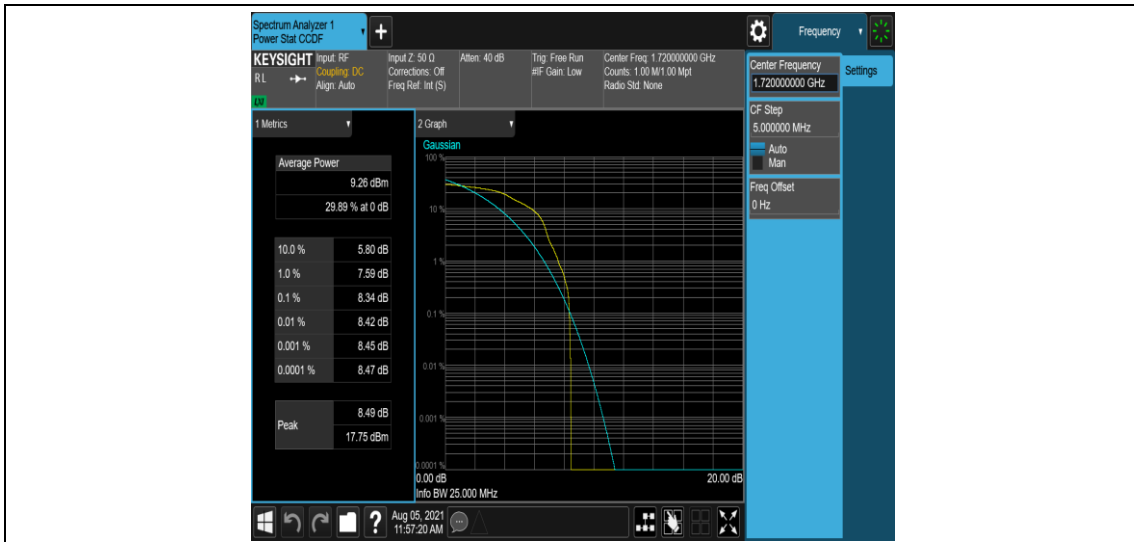 Spectrum Analyzer 1
Power Stat CCDF
Frequency
KEYSIGHT
RL
LM
Input: RF
Coupling: DC
Align: Auto
Input Z: 50 Ω
Corrections: Off
Freq Ref: Int (S)
Atten: 40 dB
Trig: Free Run
#IF Gain: Low
Center Freq: 1.720000000 GHz
Counts: 1.00 M/1.00 Mpt
Radio Std: None
Center Frequency
1.720000000 GHz
Settings
CF Step
5.000000 MHz
Auto
Man
Freq Offset
0 Hz
1 Metrics
Average Power
9.26 dBm
29.89 % at 0 dB
10.0 % 5.80 dB
1.0 % 7.59 dB
0.1 % 8.34 dB
0.01 % 8.42 dB
0.001 % 8.45 dB
0.0001 % 8.47 dB
Peak
8.49 dB
17.75 dBm
2 Graph
Gaussian
100 %
10 %
1 %
0.1 %
0.01 %
0.001 %
0.0001 %
0.00 dB 20.00 dB
Info BW 25.000 MHz
?
Aug 05, 2021
11:57:20 AM